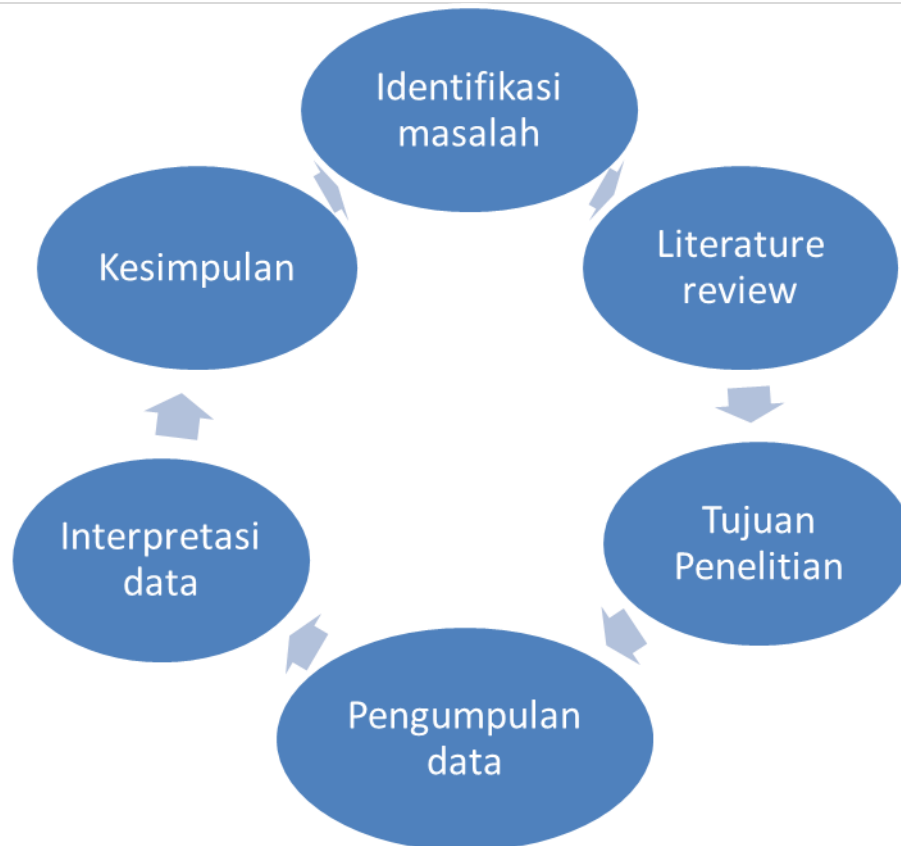 Identifikasi
masalah
Literature
review
Tujuan
Penelitian
Pengumpulan
data
Interpretasi
data
Kesimpulan